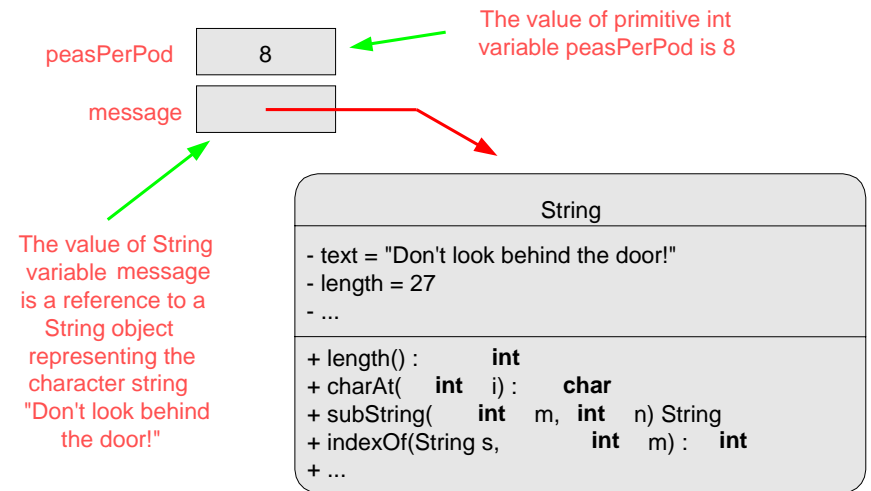 The value of primitive int
variable peasPerPod is 8
peasPerPod
8
message
The value of String
variable message
is a reference to a
String object
representing the
character string
"Don't look behind
the door!"
String
- text = "Don't look behind the door!"
- length = 27
- ...
+ length() : int
+ charAt( int i) : char
+ subString( int m, int n) String
+ indexOf(String s, int m) : int
+ ...